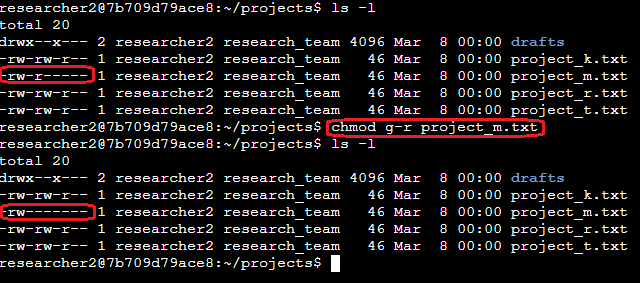 researcher2@7b709d79ace8:~/projects$ ls -l
total 20
drwx--x--- 2 researcher2 research_team 4096 Mar  8 00:00 drafts
-rw-rw-r-- 1 researcher2 research_team   46 Mar  8 00:00 project_k.txt
-rw-r----- 1 researcher2 research_team   46 Mar  8 00:00 project_m.txt
-rw-rw-r-- 1 researcher2 research_team   46 Mar  8 00:00 project_r.txt
-rw-rw-r-- 1 researcher2 research_team   46 Mar  8 00:00 project_t.txt
researcher2@7b709d79ace8:~/projects$ chmod g-r project_m.txt
researcher2@7b709d79ace8:~/projects$ ls -l
total 20
drwx--x--- 2 researcher2 research_team 4096 Mar  8 00:00 drafts
-rw-rw-r-- 1 researcher2 research_team   46 Mar  8 00:00 project_k.txt
-rw------- 1 researcher2 research_team   46 Mar  8 00:00 project_m.txt
-rw-rw-r-- 1 researcher2 research_team   46 Mar  8 00:00 project_r.txt
-rw-rw-r-- 1 researcher2 research_team   46 Mar  8 00:00 project_t.txt
researcher2@7b709d79ace8:~/projects$